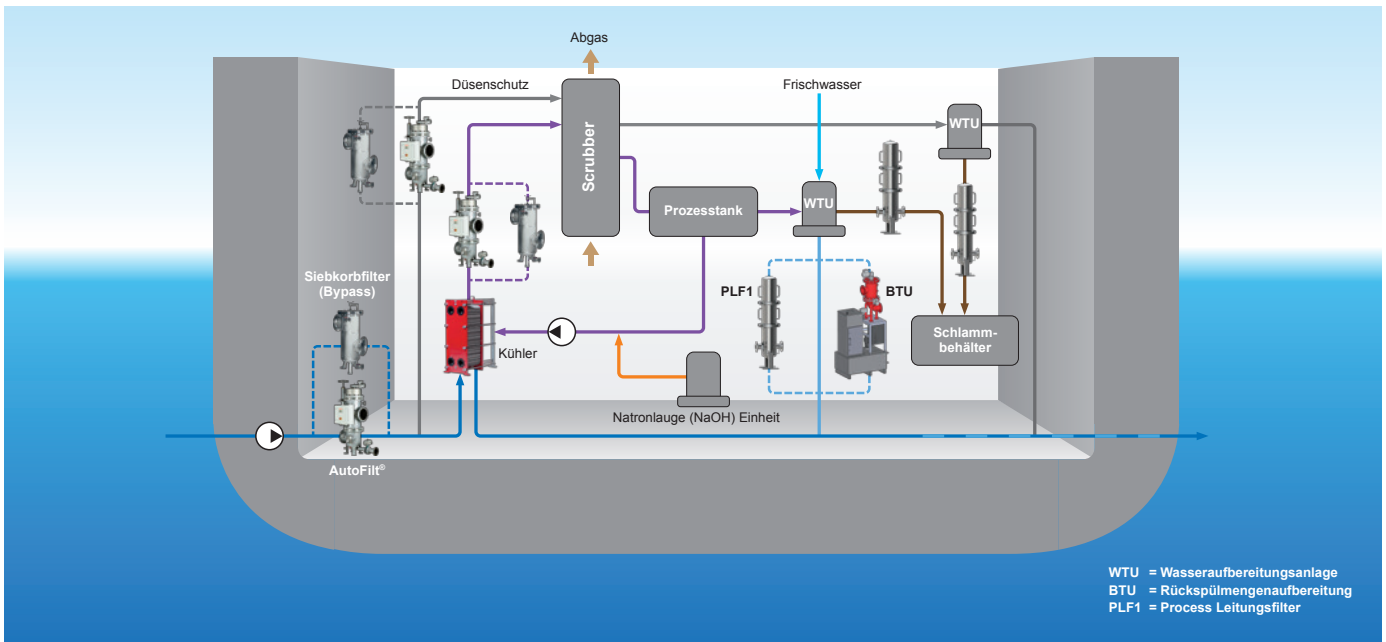 Abgas
Düsenschutz
Frischwasser
WTU
Scrubber
Prozesstank
WTU
Siebkorbfilter
(Bypass)
PLF1
BTU
Schlamm-
behälter
Kühler
Natronlauge (NaOH) Einheit
AutoFilt®
WTU = Wasseraufbereitungsanlage
BTU = Rückspülmengenaufbereitung
PLF1 = Process Leitungsfilter